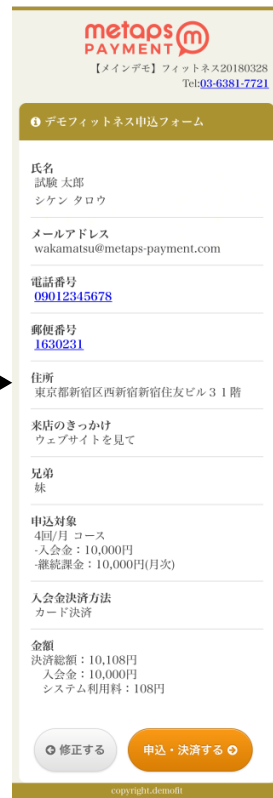 metaps
PAYMENT
【メインデモ】フィットネス20180328
Tel:03-6381-7721
デモフィットネス申込フォーム
氏名
試験 太郎
シケン タロウ
メールアドレス
wakamatsu@metaps-payment.com
電話番号
09012345678
郵便番号
1630231
住所
東京都新宿区西新宿新宿住友ビル31階
来店のきっかけ
ウェブサイトを見て
兄弟
妹
申込対象
4回/月 コース
-入会金:10,000円
-継続課金:10,000円(月次)
入会金決済方法
カード決済
金額
決済総額:10,108円
入会金:10,000円
システム利用料:108円
修正する
申込・決済する
copyright.demofit